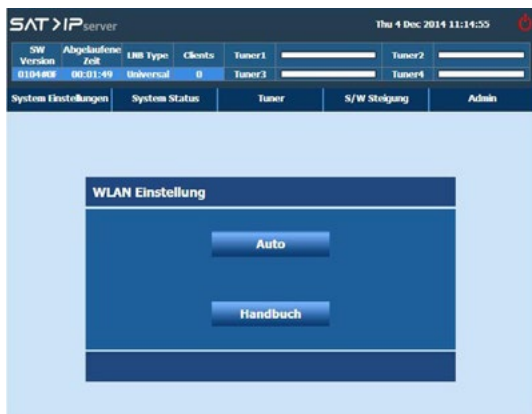 SAT>IP server
Thu 4 Dec 2014 11:14:55
SW Version
Abgelaufene Zeit
LNB Type
Clients
Tuner1
Tuner2
0104#0F
00:01:49
Universal
0
Tuner3
Tuner4
System Einstellungen
System Status
Tuner
S/W Steigung
Admin
WLAN Einstellung
Auto
Handbuch